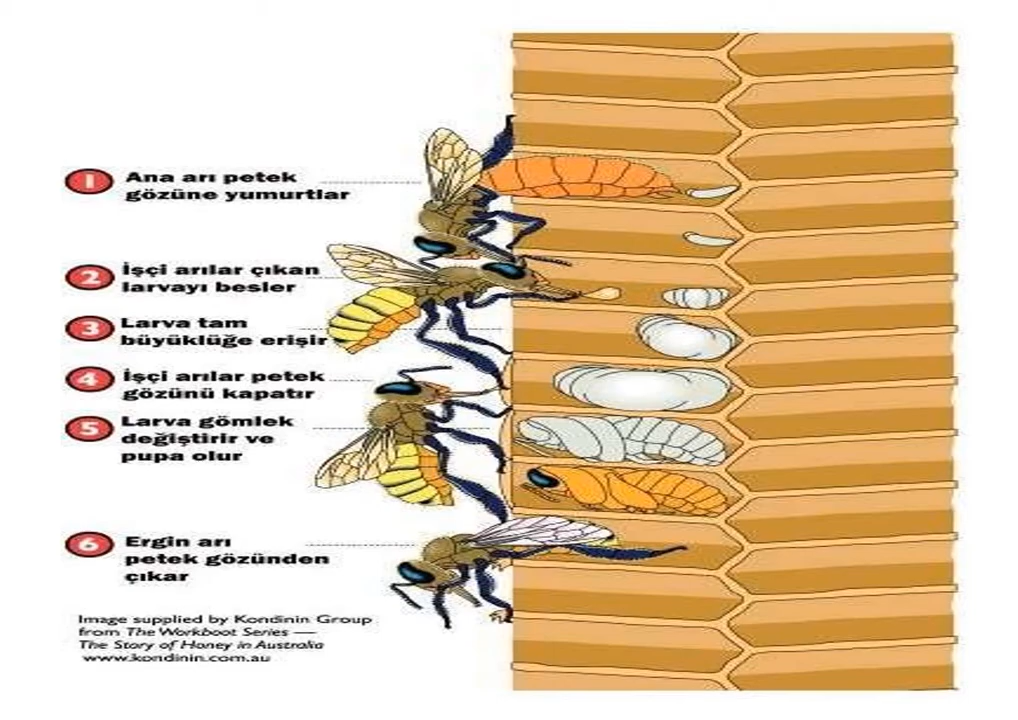 1 Ana arı petek
gözüne yumurtlar
2 İşçi arılar çıkan
larvayı besler
3 Larva tam
büyüklüğe erişir
4 İşçi arılar petek
gözünü kapatır
5 Larva gömlek
değiştirir ve
pupa olur
6 Ergin arı
petek gözünden
çıkar
Image supplied by Kondinin Group
from The Workboot Series —
The Story of Honey in Australia
www.kondinin.com.au